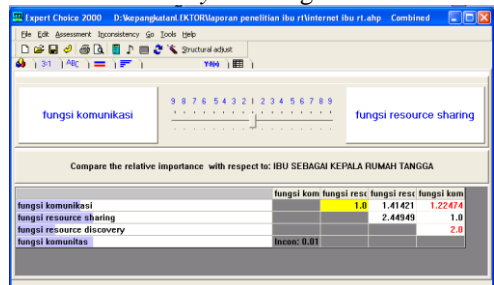 Expert Choice 2000 D:\kepangkatanLEKTOR\laporan penelitian ibu rt\internet ibu rt.ahp Combined
File Edit Assessment Inconsistency Go Tools Help
Structural adjust
3:1 ABC
fungsi komunikasi
9 8 7 6 5 4 3 2 1 2 3 4 5 6 7 8 9
fungsi resource sharing
Compare the relative importance with respect to: IBU SEBAGAI KEPALA RUMAH TANGGA
fungsi kom fungsi resc fungsi resc fungsi kom
fungsi komunikasi 1.0 1.41421 1.22474
fungsi resource sharing 2.44949 1.0
fungsi resource discovery 2.0
fungsi komunitas Incon: 0.01